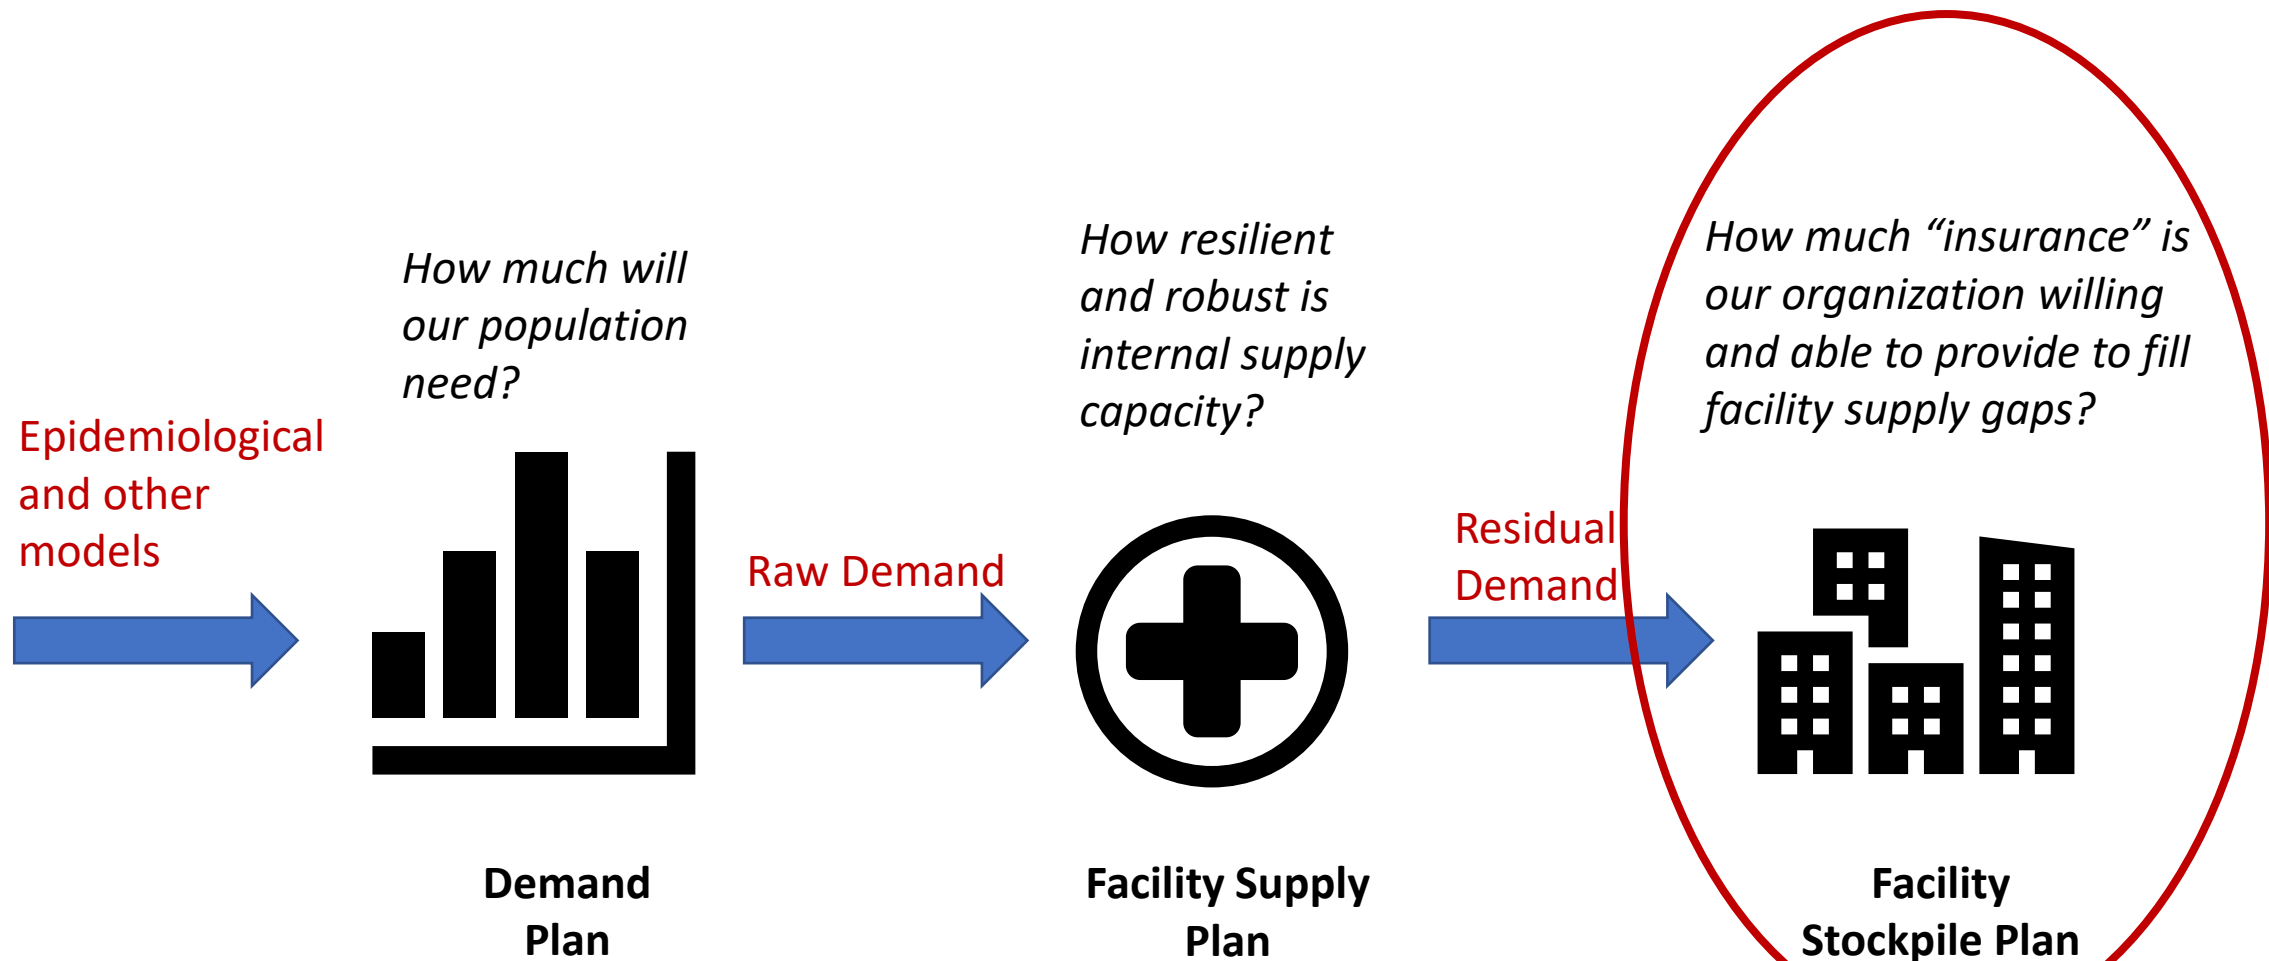 Epidemiological
and other
models
How much will
our population
need?
Demand
Plan
Raw Demand
How resilient
and robust is
internal supply
capacity?
Facility Supply
Plan
Residual
Demand
How much “insurance” is
our organization willing
and able to provide to fill
facility supply gaps?
Facility
Stockpile Plan